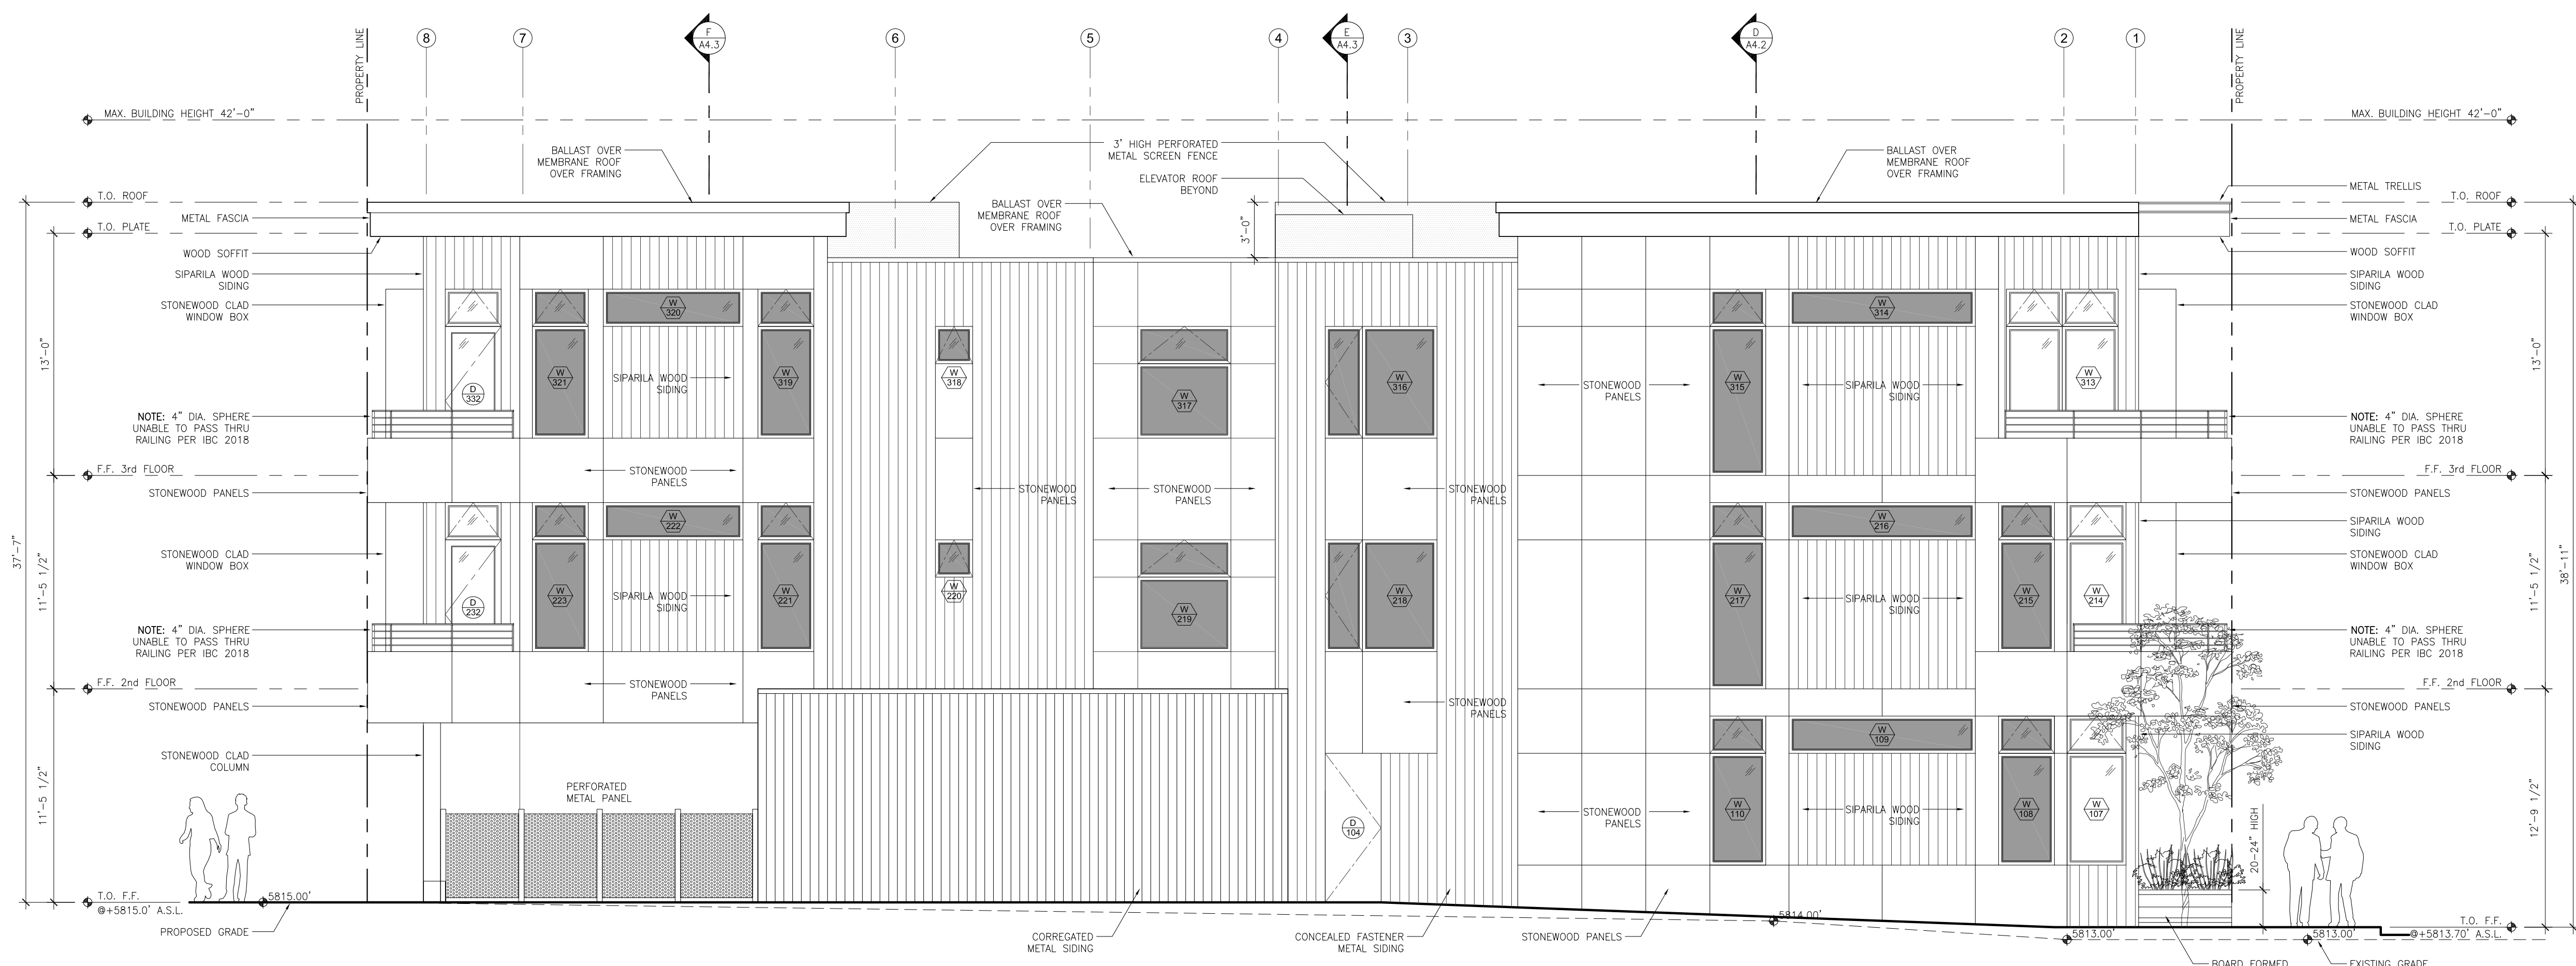 PROPERTY LINE
8
7
F
A4.3
6
5
4
E
A4.3
3
D
A4.2
2
1
PROPERTY LINE
MAX. BUILDING HEIGHT 42'-0"
MAX. BUILDING HEIGHT 42'-0"
BALLAST OVER
MEMBRANE ROOF
OVER FRAMING
3' HIGH PERFORATED
METAL SCREEN FENCE
ELEVATOR ROOF
BEYOND
BALLAST OVER
MEMBRANE ROOF
OVER FRAMING
BALLAST OVER
MEMBRANE ROOF
OVER FRAMING
3'-0"
T.O. ROOF
METAL FASCIA
T.O. PLATE
WOOD SOFFIT
SIPARILA WOOD
SIDING
STONEWOOD CLAD
WINDOW BOX
13'-0"
NOTE: 4" DIA. SPHERE
UNABLE TO PASS THRU
RAILING PER IBC 2018
F.F. 3rd FLOOR
STONEWOOD PANELS
37'-7"
11'-5 1/2"
STONEWOOD CLAD
WINDOW BOX
NOTE: 4" DIA. SPHERE
UNABLE TO PASS THRU
RAILING PER IBC 2018
F.F. 2nd FLOOR
STONEWOOD PANELS
11'-5 1/2"
STONEWOOD CLAD
COLUMN
T.O. F.F.
@+5815.0' A.S.L.
5815.00'
PROPOSED GRADE
W
320
D
332
W
321
SIPARILA WOOD
SIDING
W
319
W
318
W
317
W
316
STONEWOOD
PANELS
W
315
W
314
SIPARILA WOOD
SIDING
W
313
STONEWOOD
PANELS
STONEWOOD
PANELS
STONEWOOD
PANELS
STONEWOOD
PANELS
W
222
D
232
W
223
SIPARILA WOOD
SIDING
W
221
W
220
W
219
W
218
W
217
W
216
SIPARILA WOOD
SIDING
W
215
W
214
STONEWOOD
PANELS
STONEWOOD
PANELS
PERFORATED
METAL PANEL
D
104
STONEWOOD
PANELS
W
110
W
109
SIPARILA WOOD
SIDING
W
108
W
107
CORREGATED
METAL SIDING
CONCEALED FASTENER
METAL SIDING
STONEWOOD PANELS
5814.00'
5813.00'
5813.00'
BOARD FORMED
EXISTING GRADE
METAL TRELLIS
T.O. ROOF
METAL FASCIA
T.O. PLATE
WOOD SOFFIT
SIPARILA WOOD
SIDING
STONEWOOD CLAD
WINDOW BOX
13'-0"
NOTE: 4" DIA. SPHERE
UNABLE TO PASS THRU
RAILING PER IBC 2018
F.F. 3rd FLOOR
STONEWOOD PANELS
SIPARILA WOOD
SIDING
STONEWOOD CLAD
WINDOW BOX
11'-5 1/2"
38'-11"
NOTE: 4" DIA. SPHERE
UNABLE TO PASS THRU
RAILING PER IBC 2018
F.F. 2nd FLOOR
STONEWOOD PANELS
SIPARILA WOOD
SIDING
20-24" HIGH
12'-9 1/2"
T.O. F.F.
@+5813.70' A.S.L.